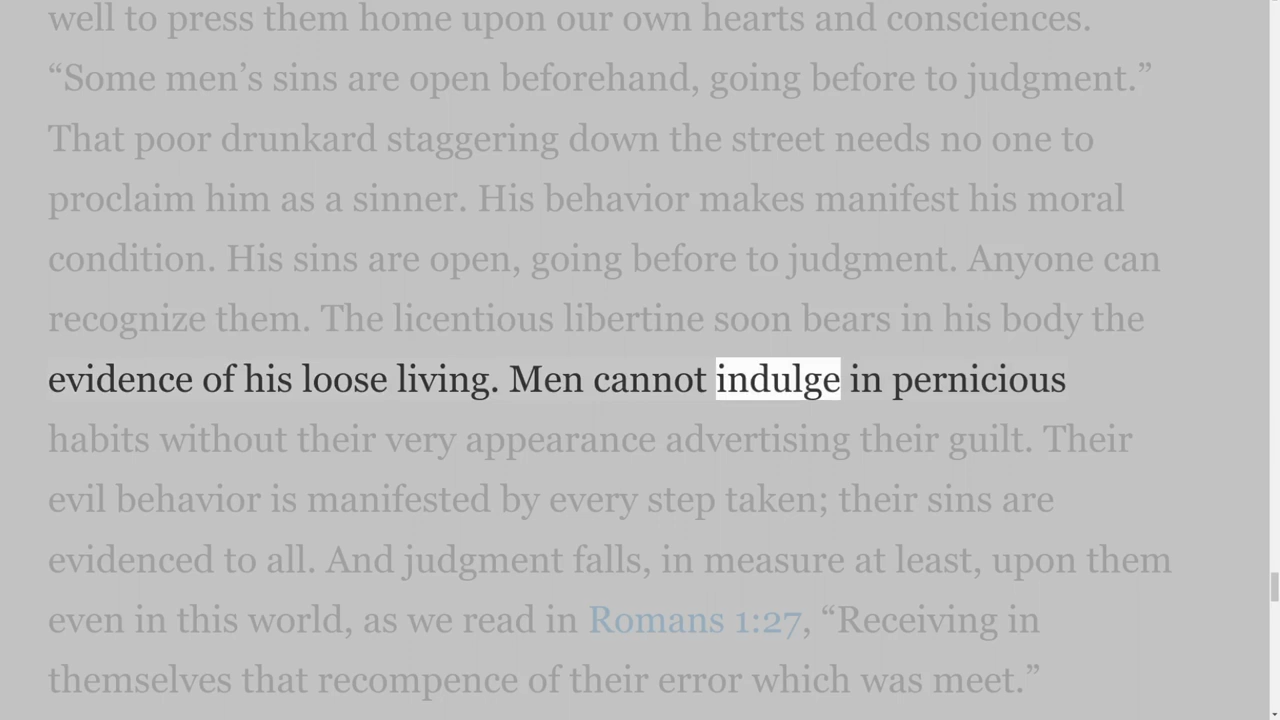 well to press them home upon our own hearts and consciences.
“Some men’s sins are open beforehand, going before to judgment.”
That poor drunkard staggering down the street needs no one to
proclaim him as a sinner. His behavior makes manifest his moral
condition. His sins are open, going before to judgment. Anyone can
recognize them. The licentious libertine soon bears in his body the
evidence of his loose living. Men cannot indulge in pernicious
habits without their very appearance advertising their guilt. Their
evil behavior is manifested by every step taken; their sins are
evidenced to all. And judgment falls, in measure at least, upon them
even in this world, as we read in Romans 1:27, “Receiving in
themselves that recompence of their error which was meet.”